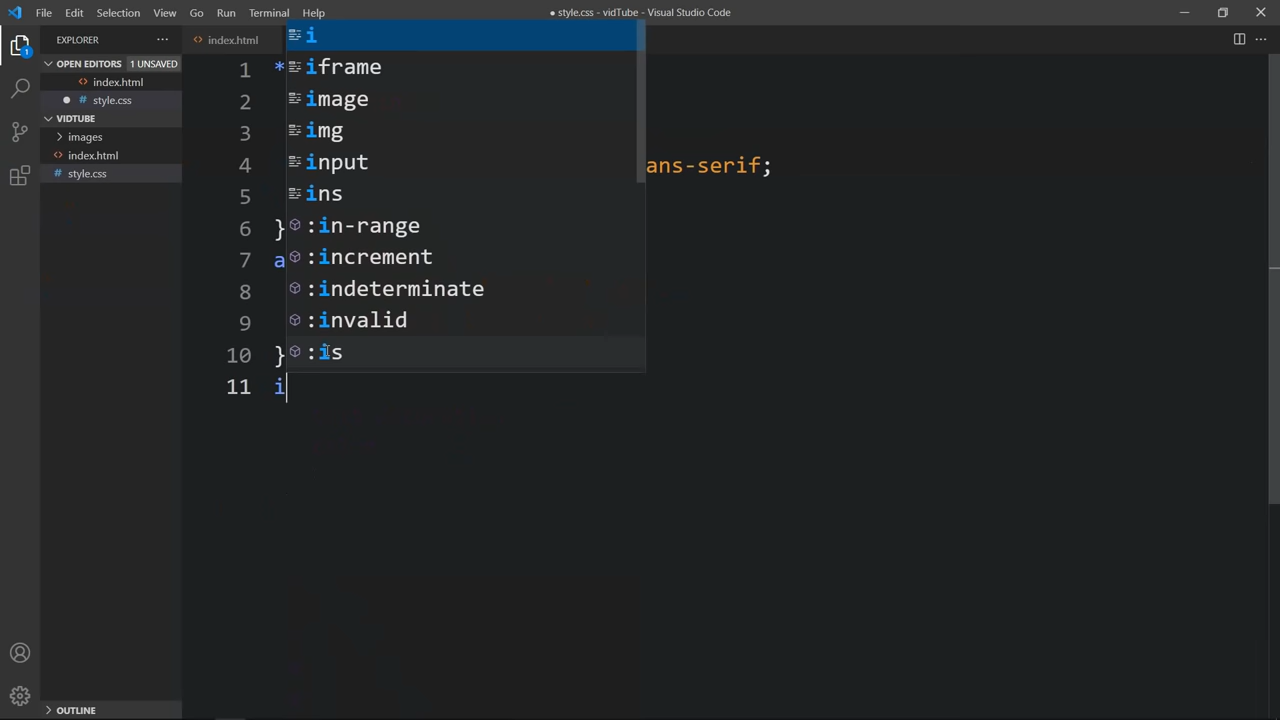 File Edit Selection View Go Run Terminal Help
● style.css - vidTube - Visual Studio Code
EXPLORER ···
index.html
OPEN EDITORS 1 UNSAVED
index.html
# style.css
VIDTUBE
images
index.html
# style.css
OUTLINE
1
1 *
2
3
4 ans-serif;
5
6 }
7 a
8
9
10 }
11 i
i
iframe
image
img
input
ins
:in-range
:increment
:indeterminate
:invalid
:is